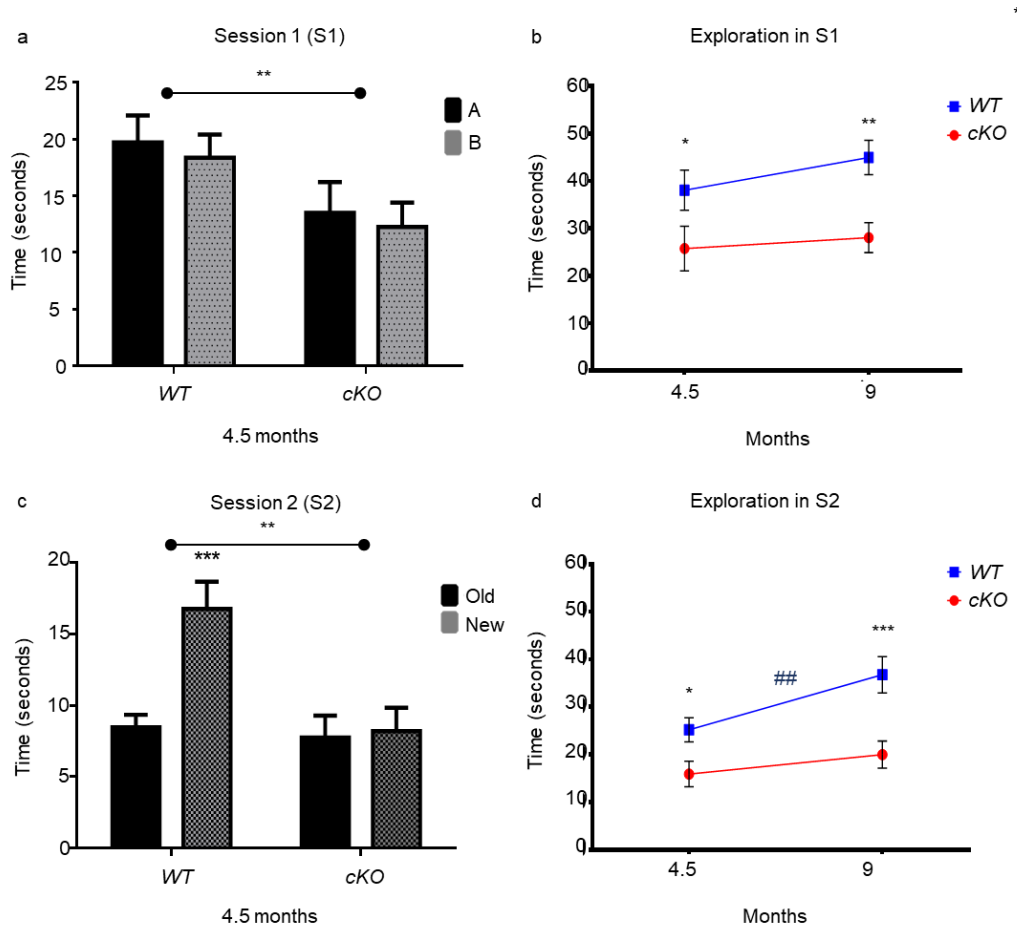 *
a
Session 1 (S1)
**
25
20
15
10
5
0
Time (seconds)
A
B
WT
cKO
4.5 months
b
Exploration in S1
60
50
40
30
20
10
0
Time (seconds)
*
**
WT
cKO
4.5
9
Months
c
Session 2 (S2)
**
***
20
15
10
5
0
Time (seconds)
Old
New
WT
cKO
4.5 months
d
Exploration in S2
60
50
40
30
20
10
0
Time (seconds)
*
##
***
WT
cKO
4.5
9
Months